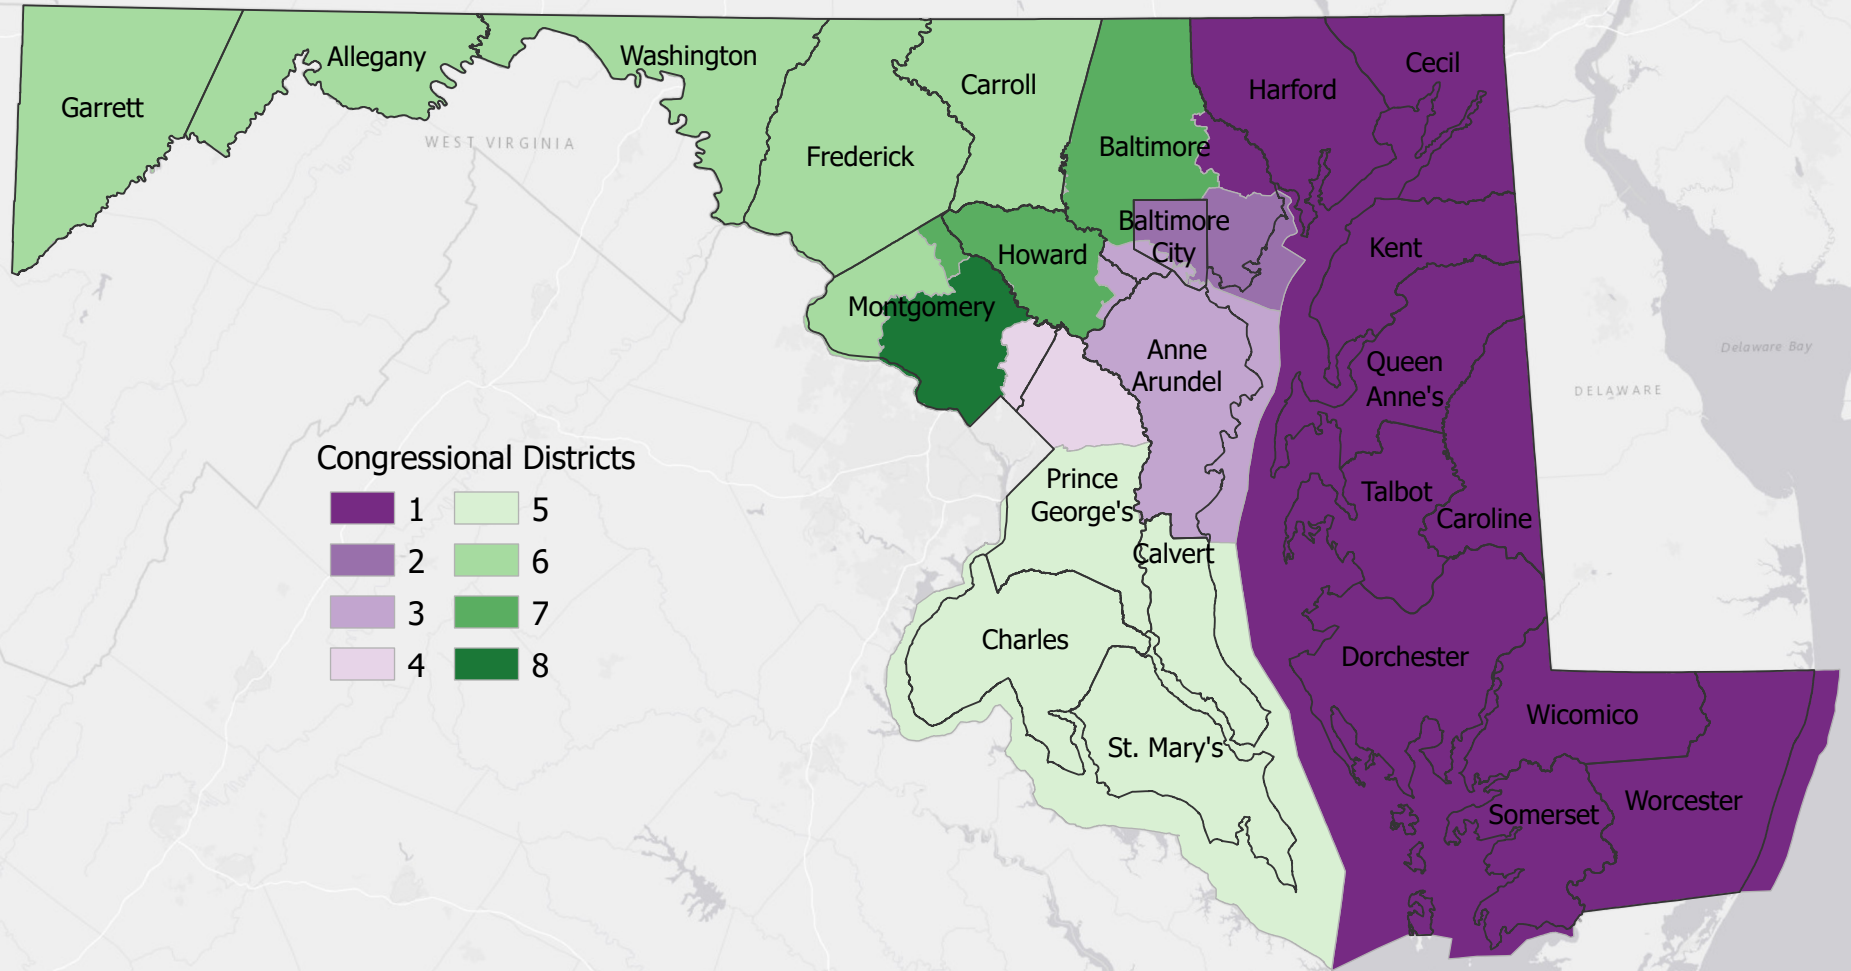 Allegany
Washington
Cecil
Garrett
Carroll
Harford
WEST VIRGINIA
Frederick
Baltimore
Baltimore
City
Howard
Kent
Montgomery
Anne
Arundel
Queen
Anne's
Delaware Bay
DELAWARE
Congressional Districts
1
5
2
6
3
7
4
8
Prince
George's
Talbot
Caroline
Calvert
Charles
Dorchester
St. Mary's
Wicomico
Somerset
Worcester